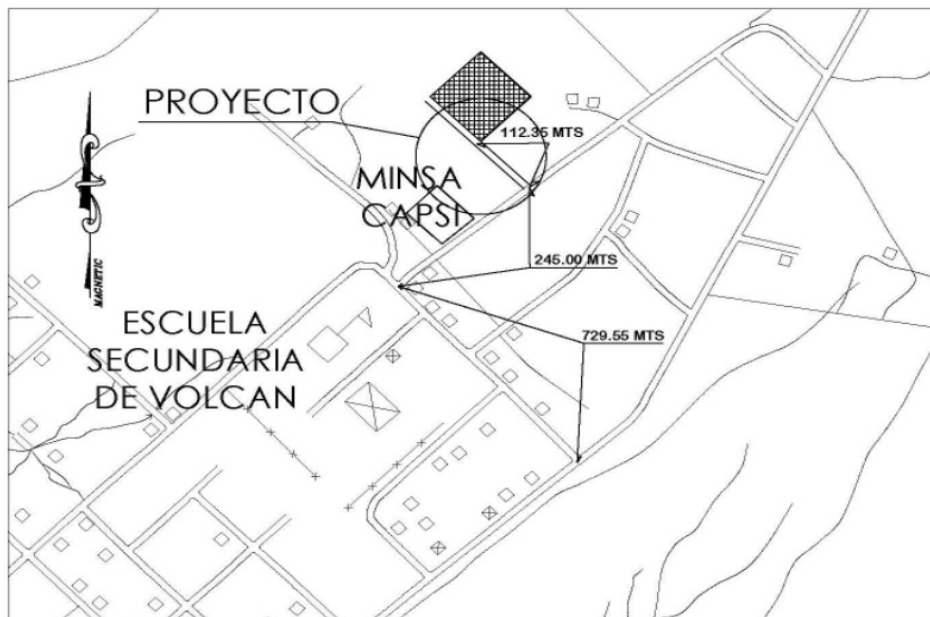 PROYECTO
112.35 MTS
MINSA
CAPSI
245.00 MTS
MAGNETIC
729.55 MTS
ESCUELA
SECUNDARIA
DE VOLCAN